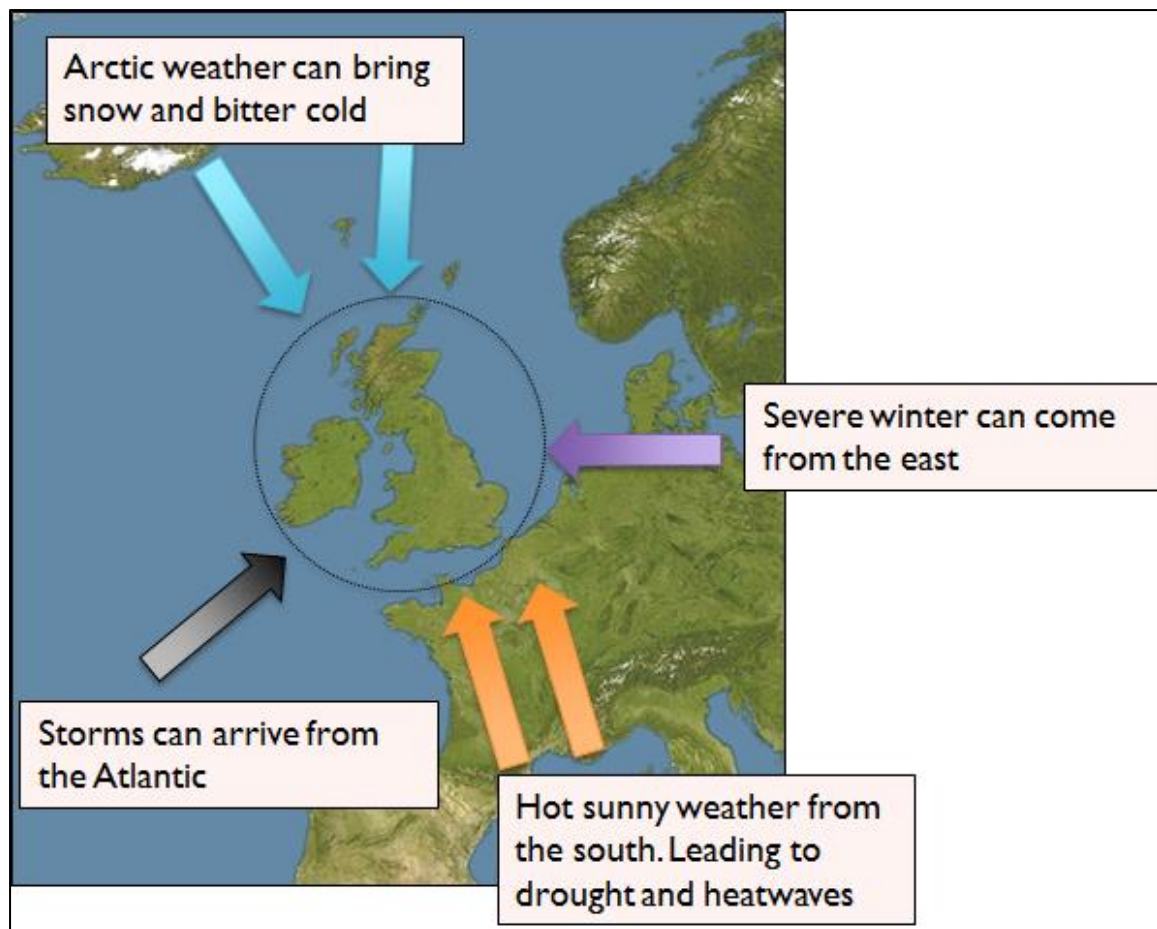 Arctic weather can bring
snow and bitter cold
Severe winter can come
from the east
Storms can arrive from
the Atlantic
Hot sunny weather from
the south. Leading to
drought and heatwaves